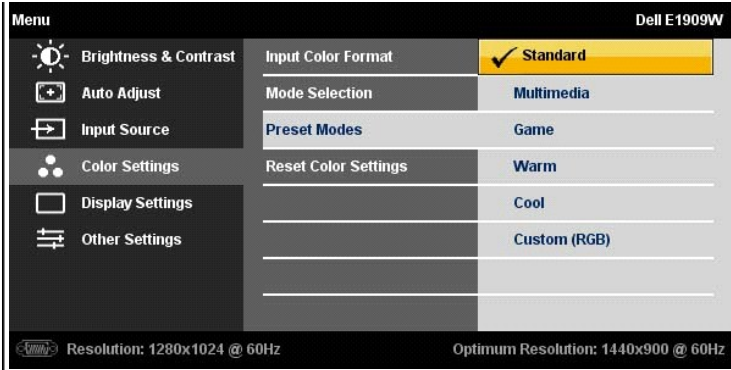 Menu Dell E1909W
Brightness & Contrast Input Color Format Standard
Auto Adjust Mode Selection Multimedia
Input Source Preset Modes Game
Color Settings Reset Color Settings Warm
Display Settings Cool
Other Settings Custom (RGB)
Resolution: 1280x1024 @ 60Hz Optimum Resolution: 1440x900 @ 60Hz